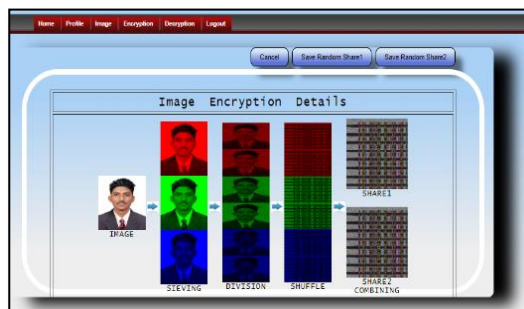 Home Profile Image Encryption Decryption Logout
Cancel Save Random Share1 Save Random Share2
Image Encryption Details
SHARE1
IMAGE
SIEVING DIVISION SHUFFLE SHARE2
COMBINING